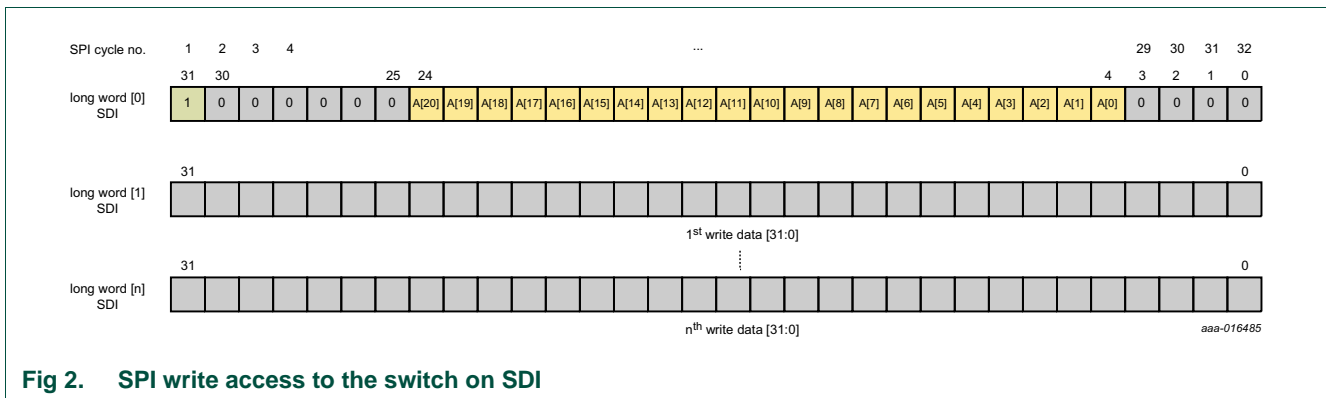 SPI cycle no. 1 2 3 4 ... 29 30 31 32
31 30 25 24 4 3 2 1 0
long word [0]
SDI
1 0 0 0 0 0 0 A[20] A[19] A[18] A[17] A[16] A[15] A[14] A[13] A[12] A[11] A[10] A[9] A[8] A[7] A[6] A[5] A[4] A[3] A[2] A[1] A[0] 0 0 0 0
31 0
long word [1]
SDI
1st write data [31:0]
31 0
long word [n]
SDI
nth write data [31:0]
aaa-016485
Fig 2. SPI write access to the switch on SDI